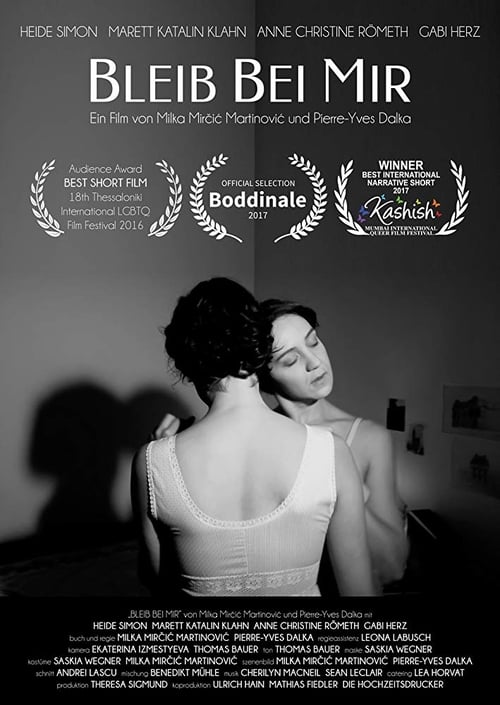 HEIDE SIMON MARETT KATALIN KLAHN ANNE CHRISTINE RÖMETH GABI HERZ
BLEIB BEI MIR
Ein Film von MILKA MIRČIĆ MARTINOVIĆ und PIERRE-YVES DALKA
Audience Award
BEST SHORT FILM
18th Thessaloniki
International LGBTQ
Film Festival 2016
OFFICIAL SELECTION
Boddinale
2017
WINNER
BEST INTERNATIONAL
NARRATIVE SHORT
2017
Kashish
MUMBAI INTERNATIONAL
QUEER FILM FESTIVAL
„BLEIB BEI MIR" von Milka Mirčić Martinović und Pierre-Yves Dalka mit
HEIDE SIMON MARETT KATALIN KLAHN ANNE CHRISTINE RÖMETH GABI HERZ
buch und regie MILKA MIRČIĆ MARTINOVIĆ PIERRE-YVES DALKA regieassistenz LEONA LABUSCH
kamera EKATERINA IZMESTYEVA THOMAS BAUER ton THOMAS BAUER maske SASKIA WEGNER
kostüme SASKIA WEGNER MILKA MIRČIĆ MARTINOVIĆ szenenbild MILKA MIRČIĆ MARTINOVIĆ PIERRE-YVES DALKA
schnitt ANDREI LASCU mischung BENEDIKT MÜHLE musik CHERILYN MACNEIL SEAN LECLAIR catering LEA HORVAT
produktion THERESA SIGMUND koproduktion ULRICH HAIN MATHIAS FIEDLER DIE HOCHZEITSDRUCKER